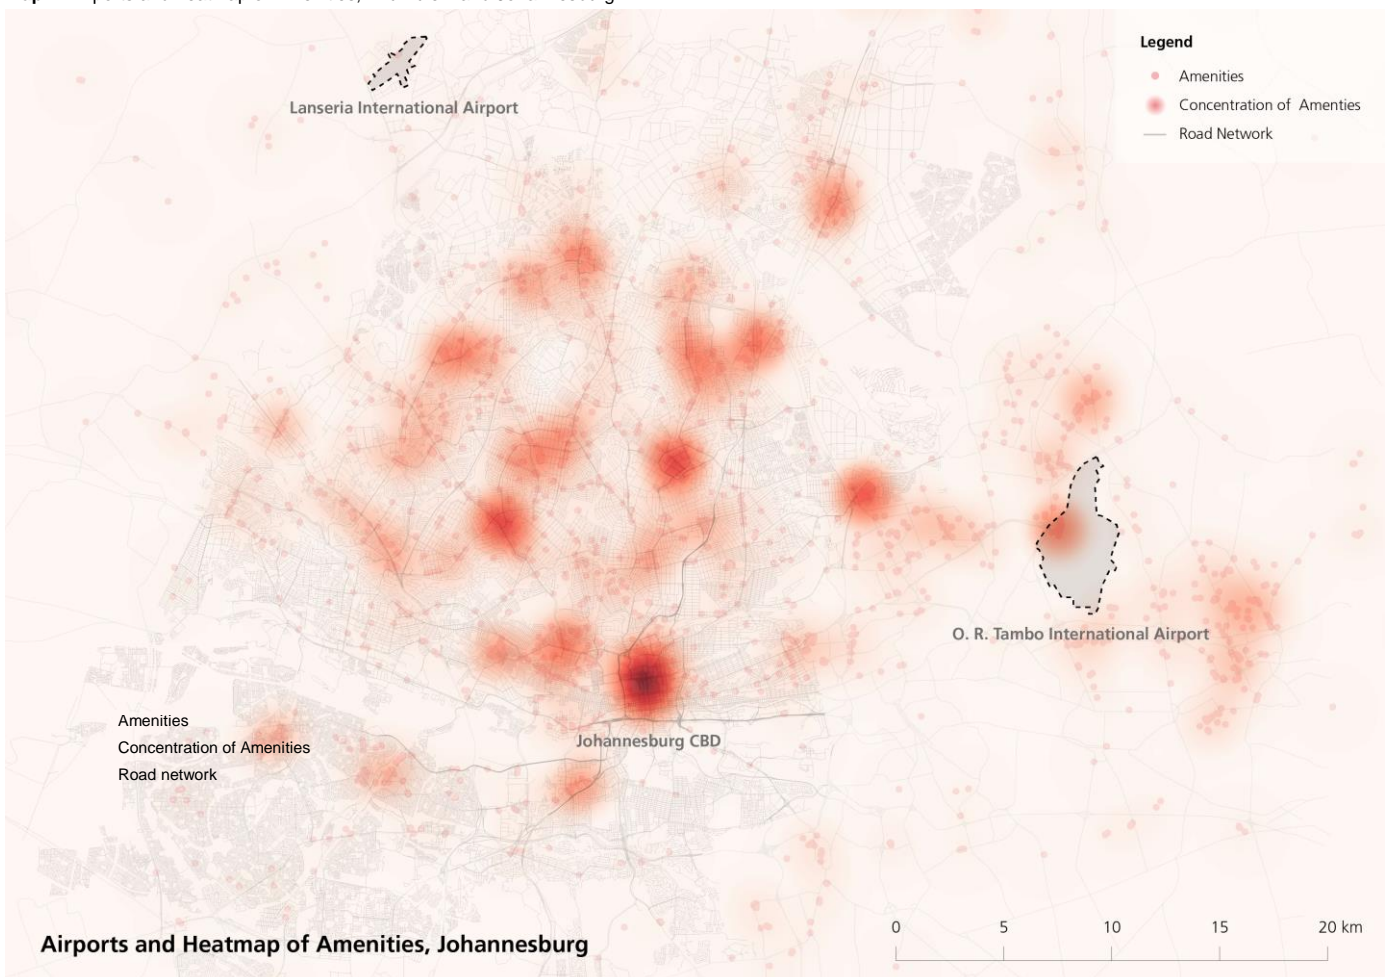 Legend
Amenities
Concentration of Amenties
Road Network
Lanseria International Airport
O. R. Tambo International Airport
Amenities
Concentration of Amenities
Road network
Johannesburg CBD
0 5 10 15 20 km
Airports and Heatmap of Amenities, Johannesburg